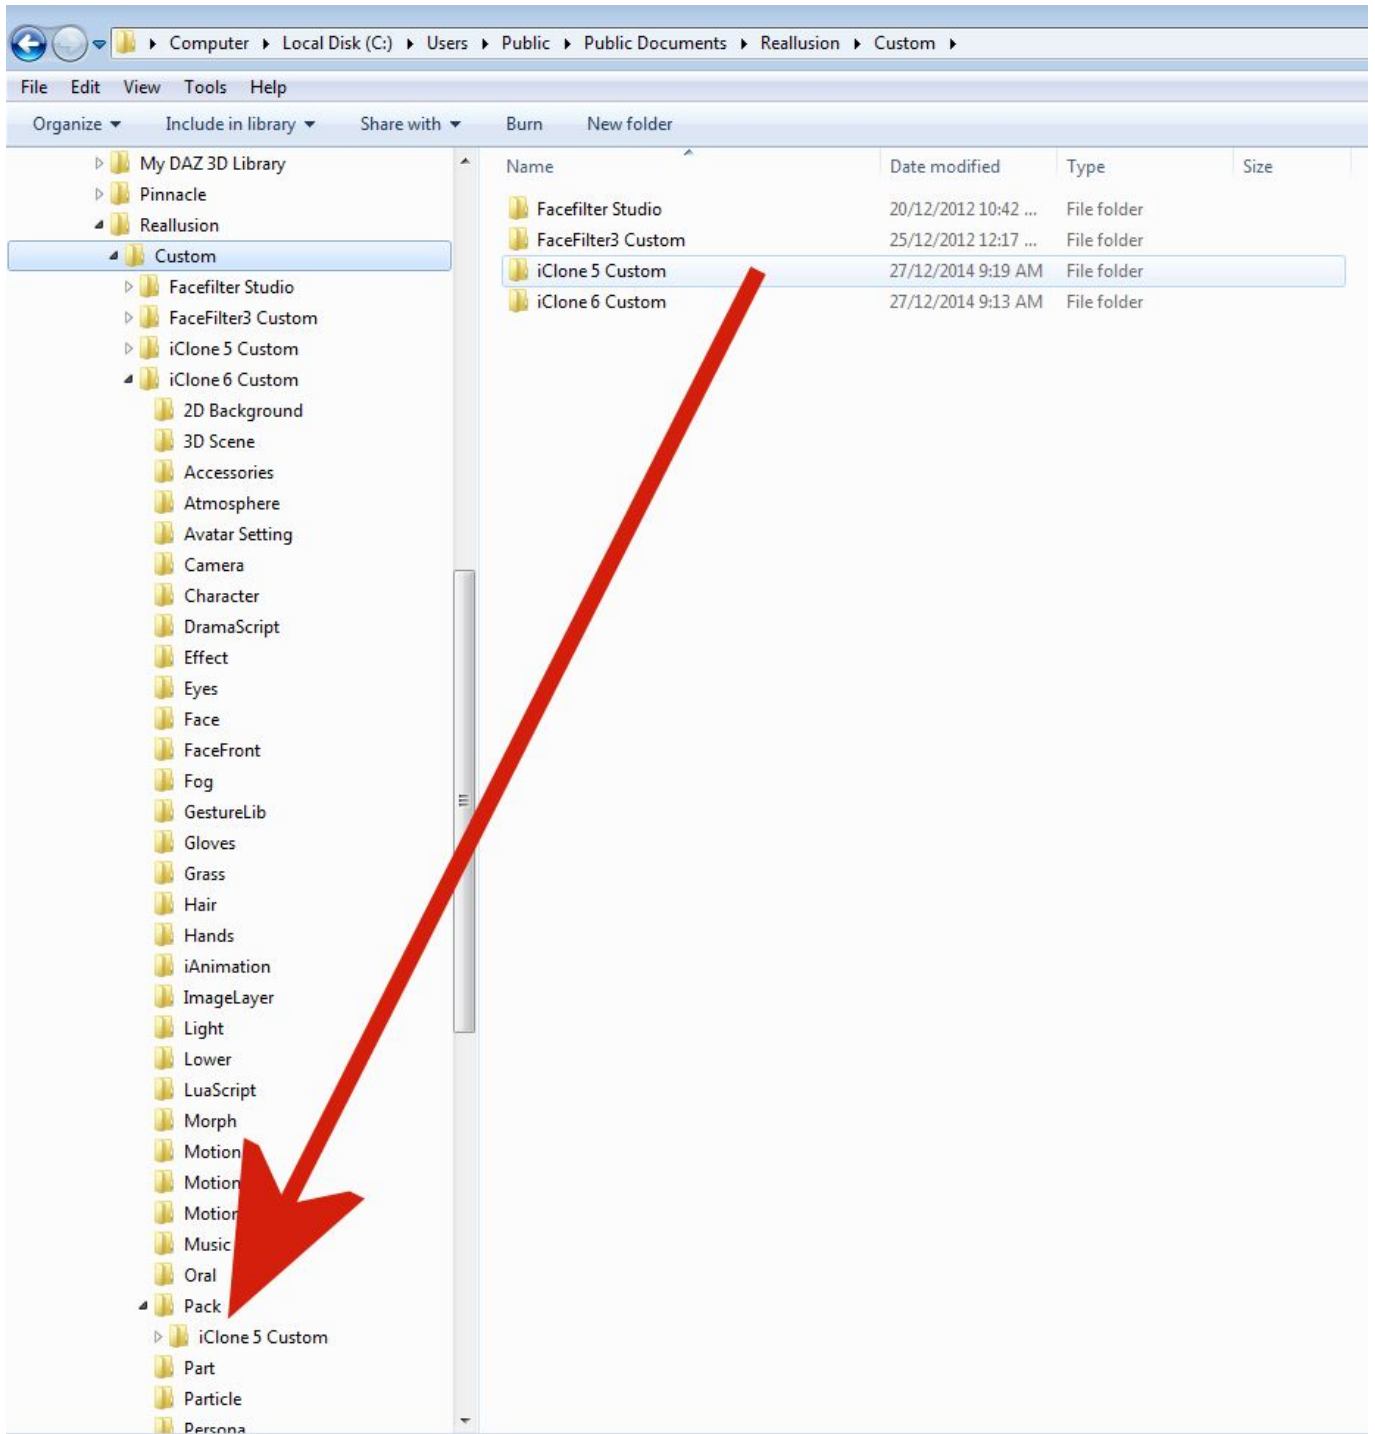 Computer Local Disk (C:) Users Public Public Documents Reallusion Custom
File Edit View Tools Help
Organize Include in library Share with Burn New folder
My DAZ 3D Library
Pinnacle
Reallusion
Custom
Facefilter Studio
FaceFilter3 Custom
iClone 5 Custom
iClone 6 Custom
2D Background
3D Scene
Accessories
Atmosphere
Avatar Setting
Camera
Character
DramaScript
Effect
Eyes
Face
FaceFront
Fog
GestureLib
Gloves
Grass
Hair
Hands
iAnimation
ImageLayer
Light
Lower
LuaScript
Morph
Motion
Motion
Motion
Music
Oral
Pack
iClone 5 Custom
Part
Particle
Persona
Name Date modified Type Size
Facefilter Studio 20/12/2012 10:42 ... File folder
FaceFilter3 Custom 25/12/2012 12:17 ... File folder
iClone 5 Custom 27/12/2014 9:19 AM File folder
iClone 6 Custom 27/12/2014 9:13 AM File folder